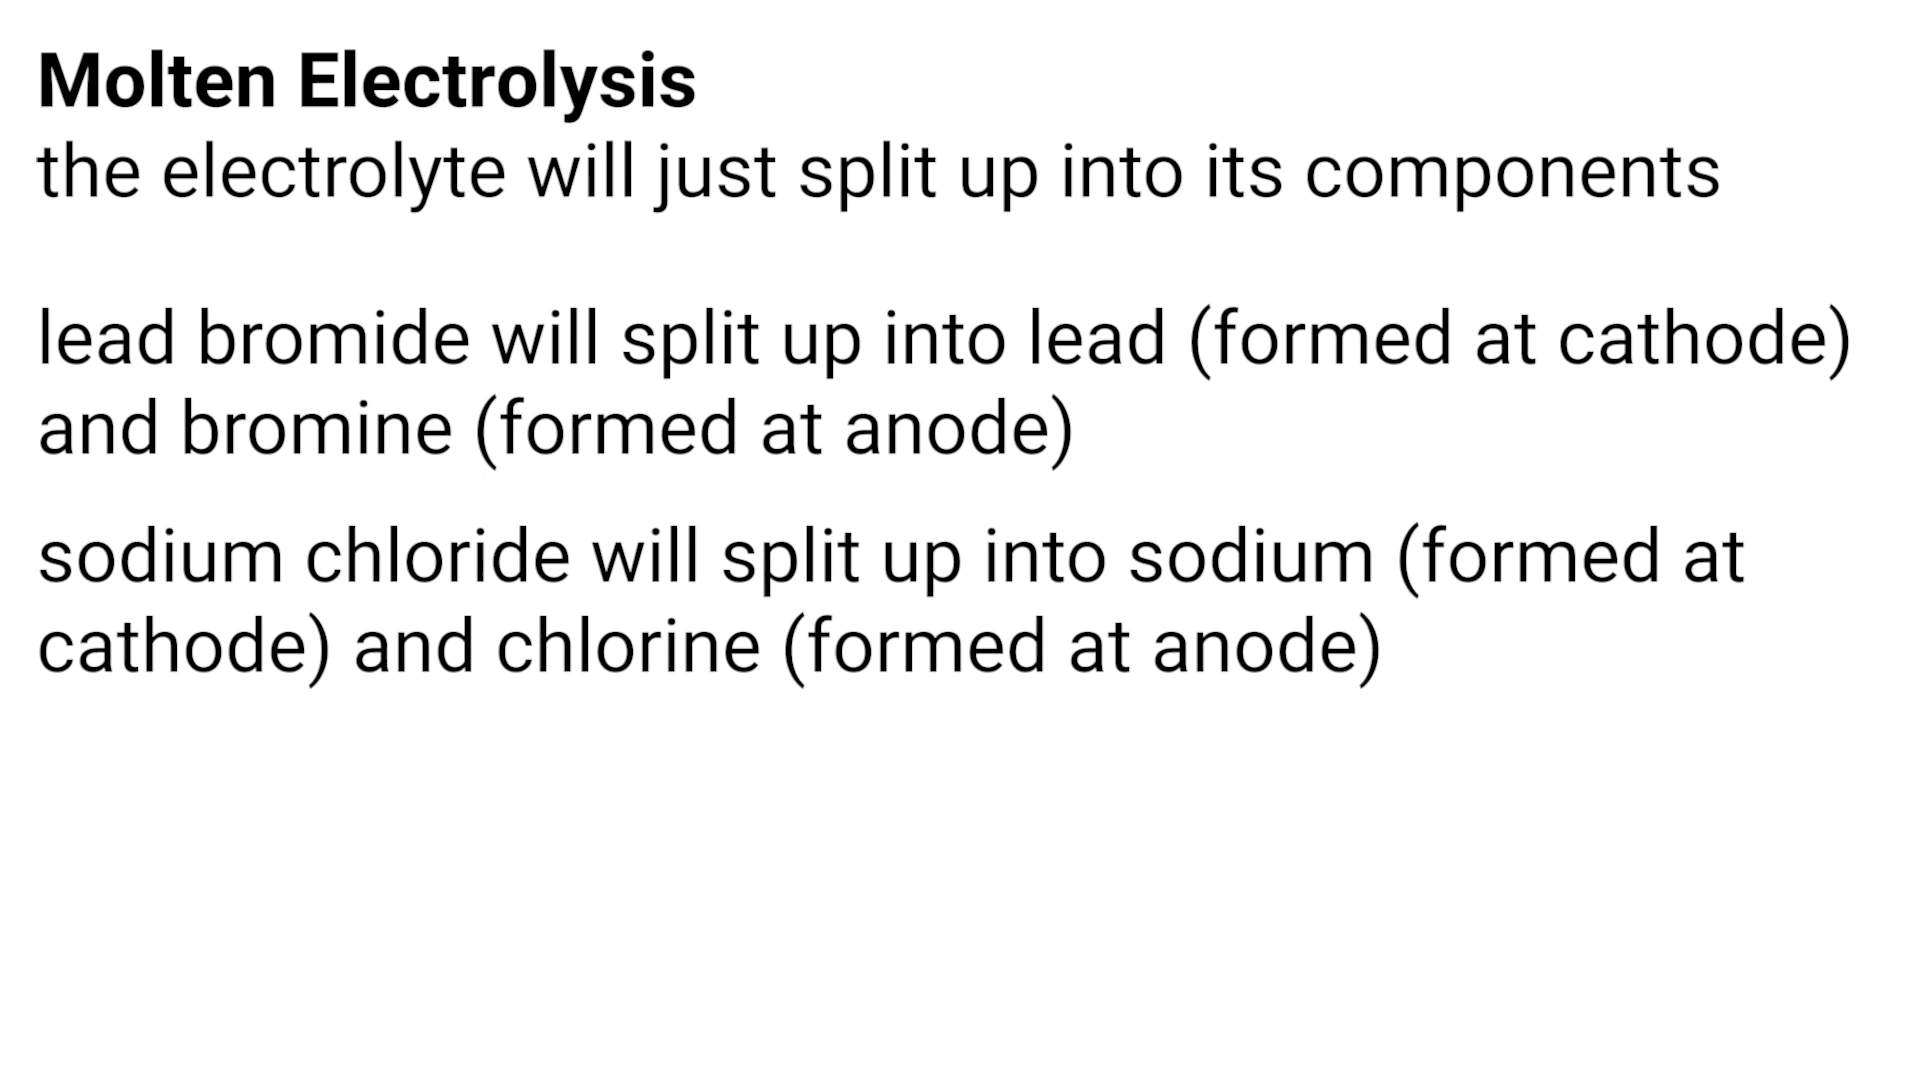 Molten Electrolysis
the electrolyte will just split up into its components
lead bromide will split up into lead (formed at cathode)
and bromine (formed at anode)
sodium chloride will split up into sodium (formed at
cathode) and chlorine (formed at anode)